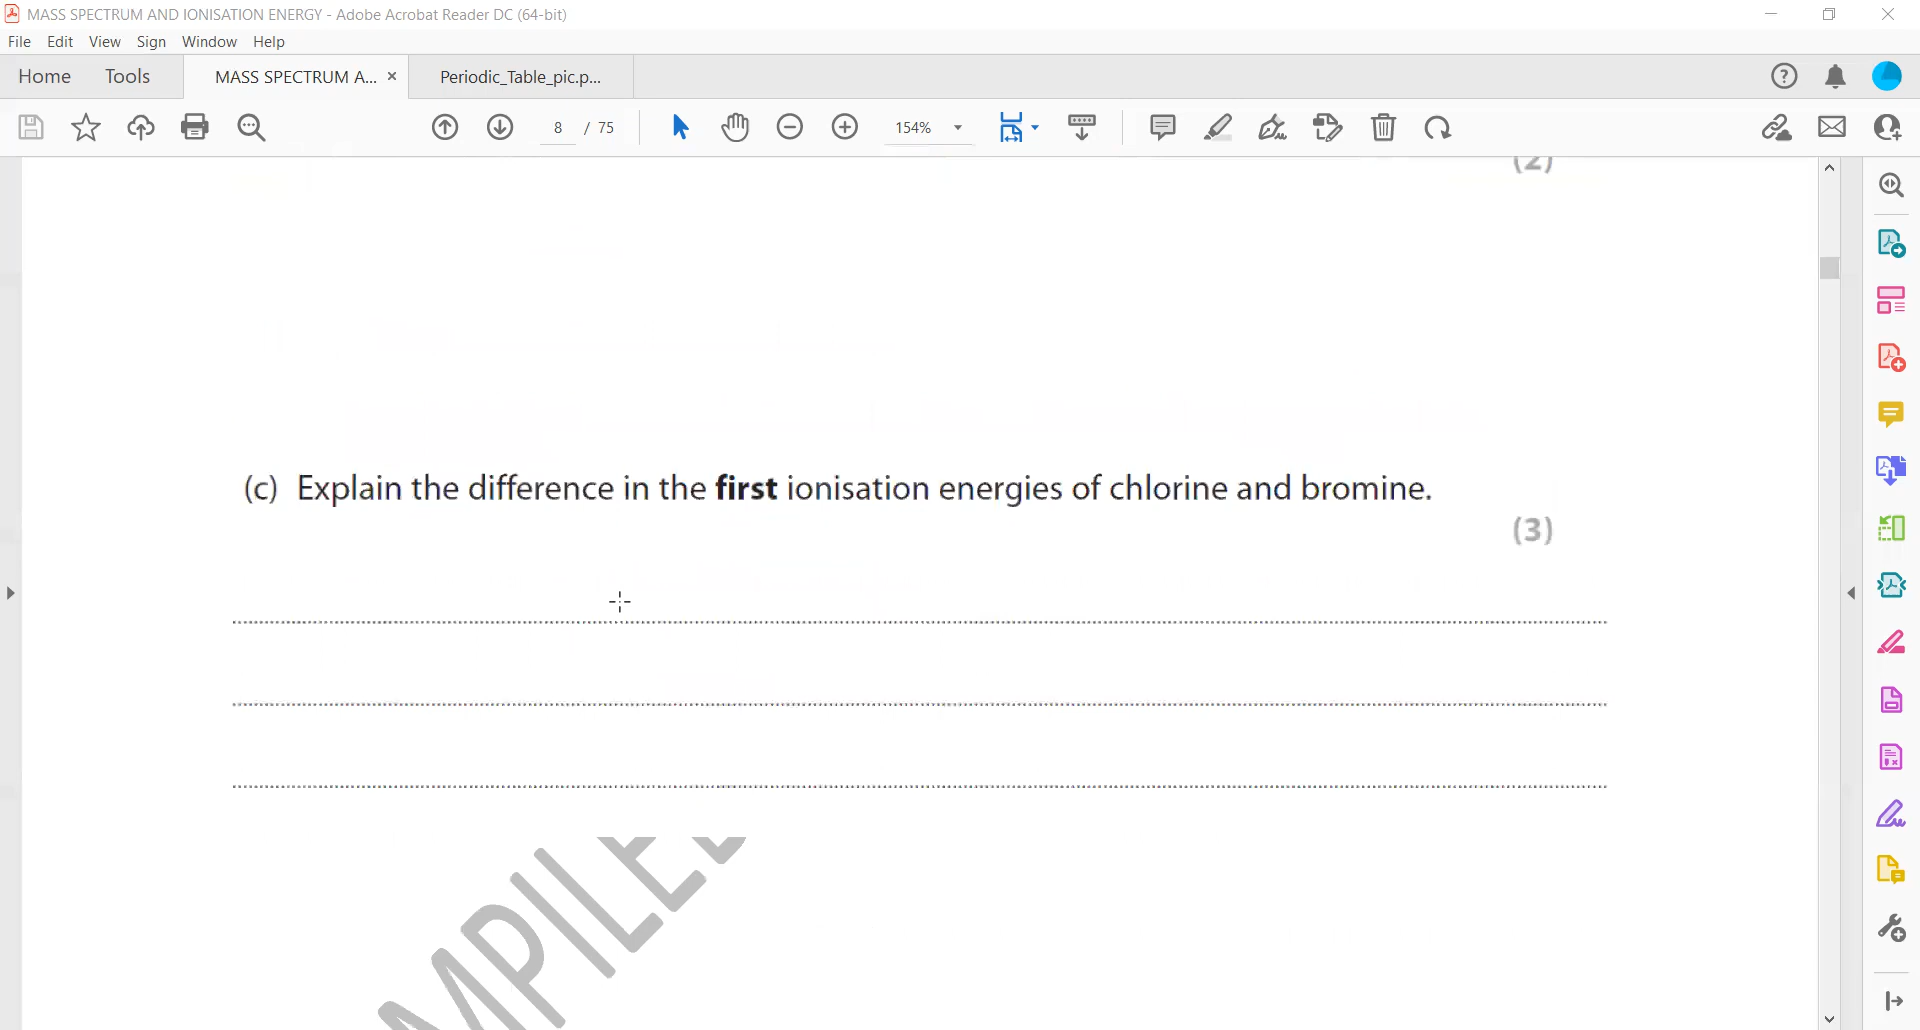 MASS SPECTRUM AND IONISATION ENERGY - Adobe Acrobat Reader DC (64-bit)
File Edit View Sign Window Help
Home Tools MASS SPECTRUM A... × Periodic_Table_pic.p...
8 / 75 154%
(2)
(c) Explain the difference in the first ionisation energies of chlorine and bromine.
(3)
MPILE